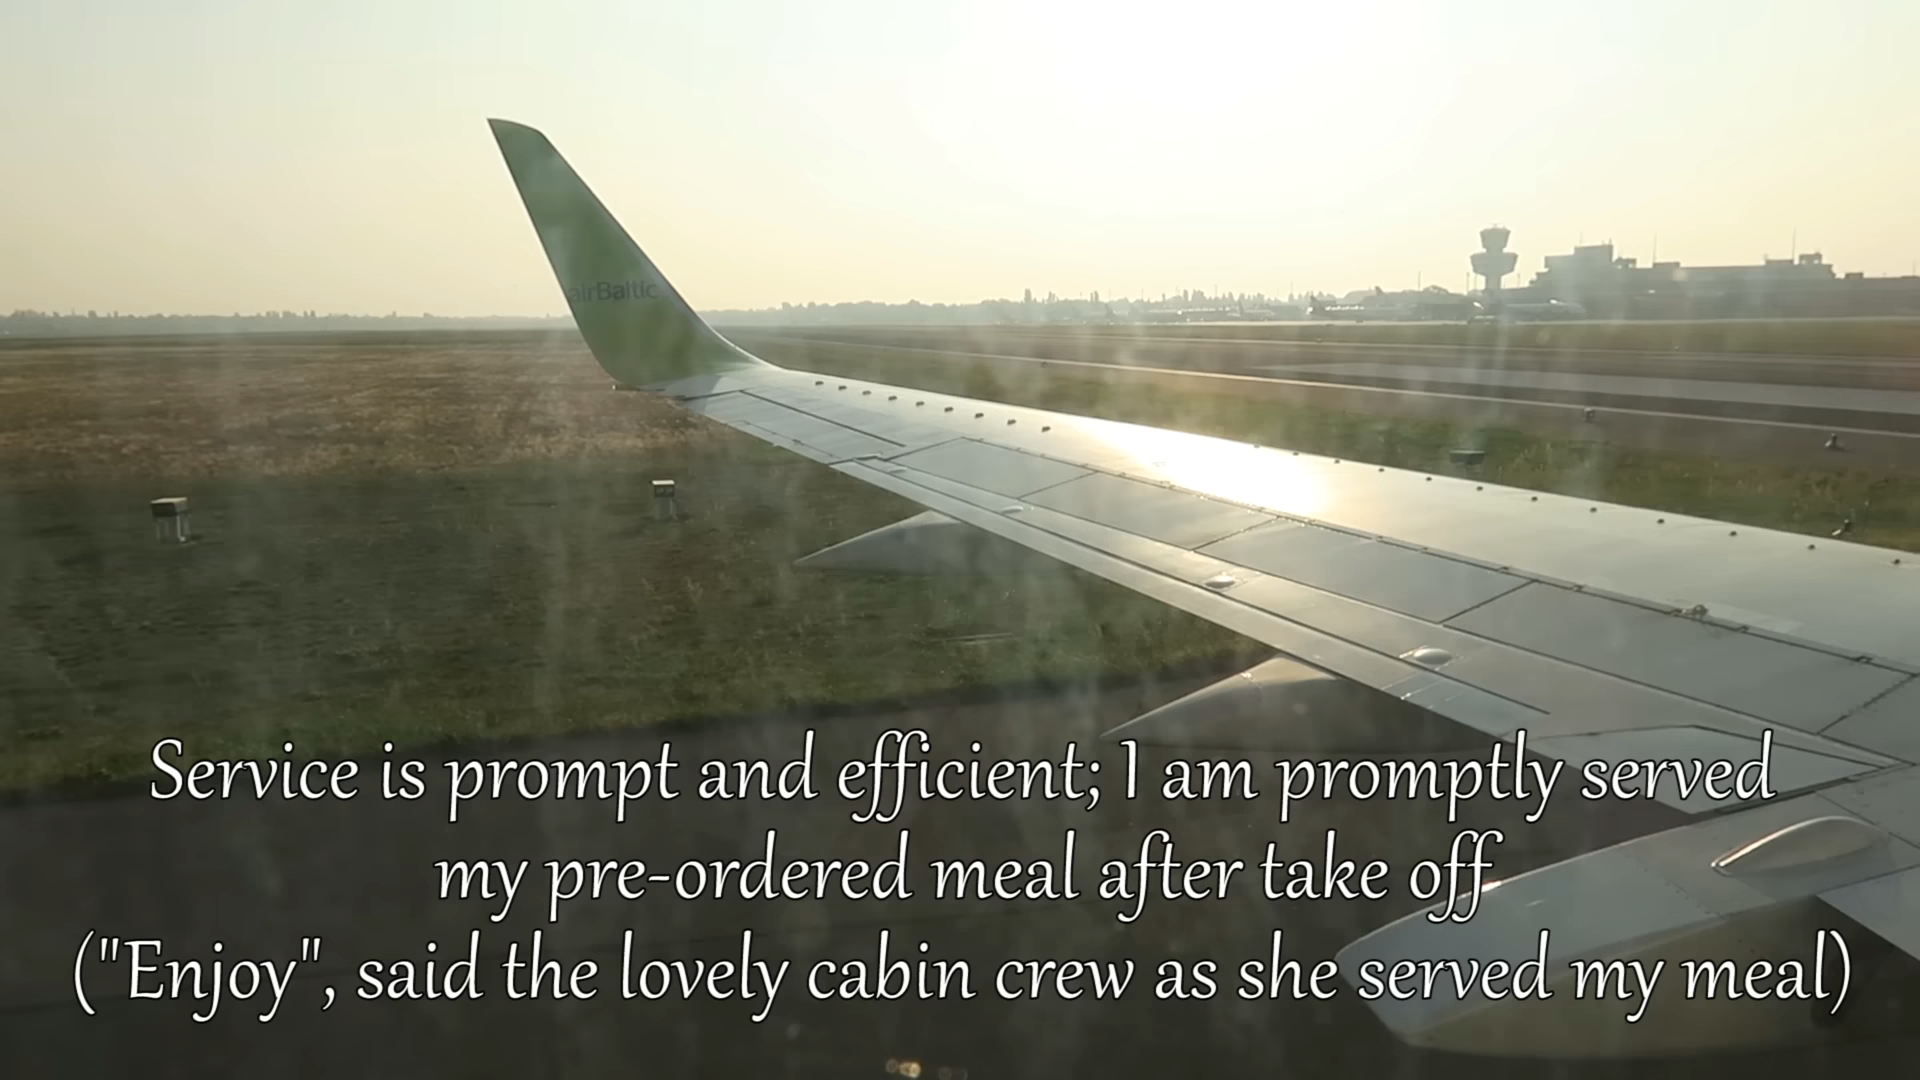 airBaltic
Service is prompt and efficient; I am promptly served
my pre-ordered meal after take off
("Enjoy", said the lovely cabin crew as she served my meal)